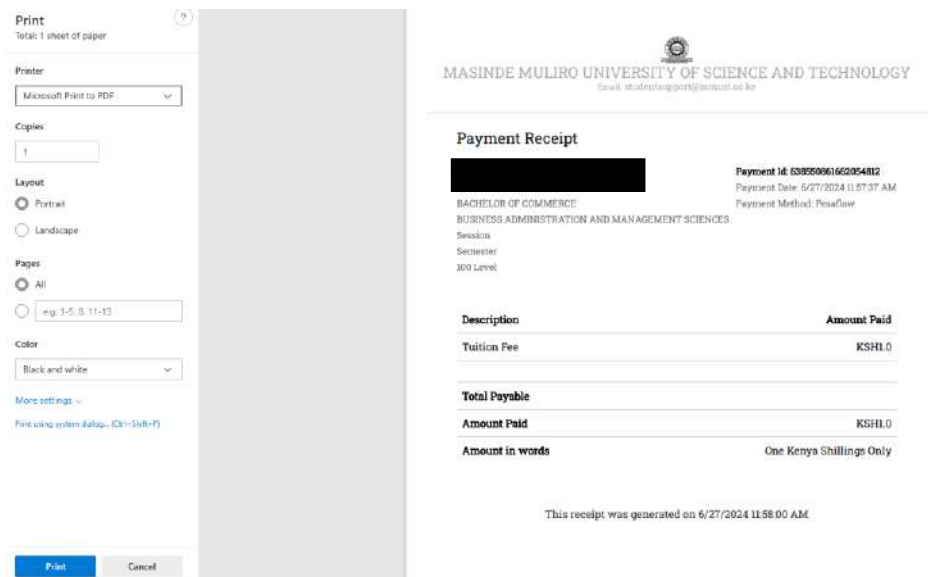 Print
?
Total: 1 sheet of paper
Printer
Microsoft Print to PDF
Copies
1
Layout
Portrait
Landscape
Pages
All
e.g. 1-5, 8, 11-13
Color
Black and white
More settings
Print using system dialog... (Ctrl+Shift+P)
Print
Cancel
MASINDE MULIRO UNIVERSITY OF SCIENCE AND TECHNOLOGY
Email: studentsupport@mmust.ac.ke
Payment Receipt
Payment Id: 638550861662054812
Payment Date: 6/27/2024 11:57:37 AM
Payment Method: Pesaflow
BACHELOR OF COMMERCE
BUSINESS ADMINISTRATION AND MANAGEMENT SCIENCES
Session
Semester
100 Level
Description Amount Paid
Tuition Fee KSH1.0
Total Payable
Amount Paid KSH1.0
Amount in words One Kenya Shillings Only
This receipt was generated on 6/27/2024 11:58:00 AM